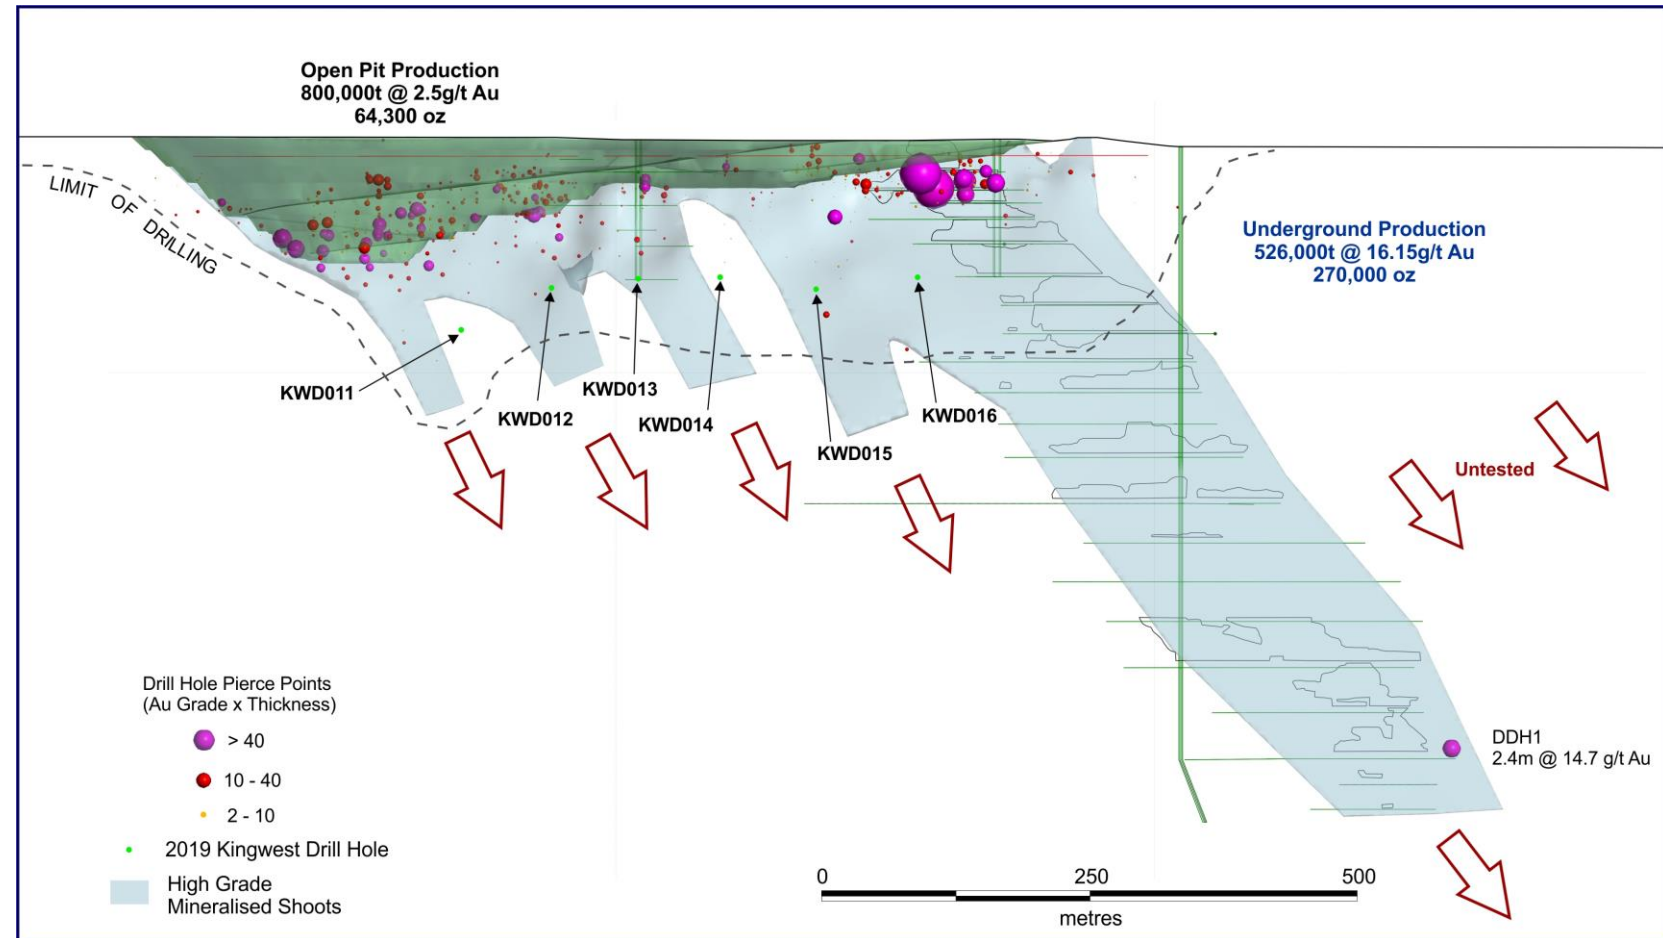 Open Pit Production
800,000t @ 2.5g/t Au
64,300 oz
LIMIT OF DRILLING
Underground Production
526,000t @ 16.15g/t Au
270,000 oz
KWD011
KWD012
KWD013
KWD014
KWD015
KWD016
Untested
DDH1
2.4m @ 14.7 g/t Au
Drill Hole Pierce Points
(Au Grade x Thickness)
> 40
10 - 40
2 - 10
2019 Kingwest Drill Hole
High Grade
Mineralised Shoots
0 250 500
metres